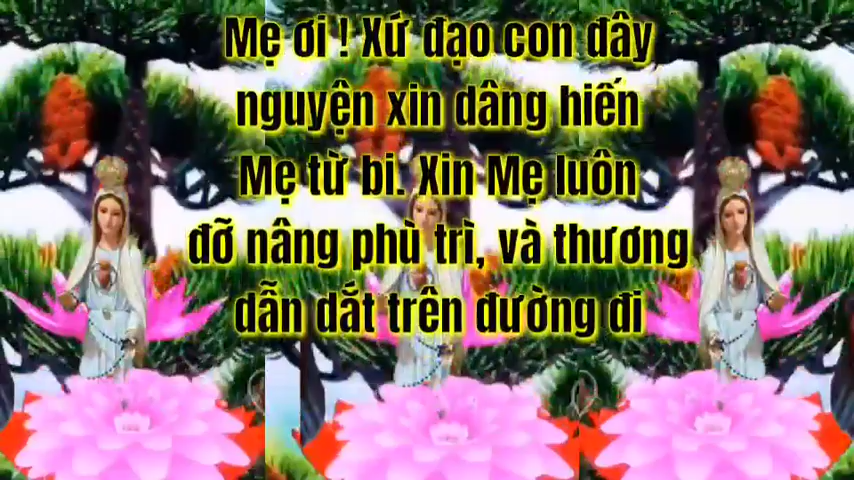 Mẹ ơi ! Xứ đạo con đây
nguyện xin dâng hiến
Mẹ từ bi. Xin Mẹ luôn
đỡ nâng phù trì, và thương
dẫn dắt trên đường đi